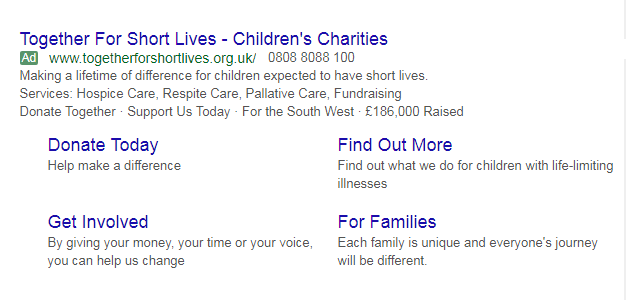 Together For Short Lives - Children's Charities
Ad www.togetherforshortlives.org.uk/ 0808 8088 100
Making a lifetime of difference for children expected to have short lives.
Services: Hospice Care, Respite Care, Pallative Care, Fundraising
Donate Together · Support Us Today · For the South West · £186,000 Raised
Donate Today
Help make a difference
Find Out More
Find out what we do for children with life-limiting
illnesses
Get Involved
By giving your money, your time or your voice,
you can help us change
For Families
Each family is unique and everyone's journey
will be different.